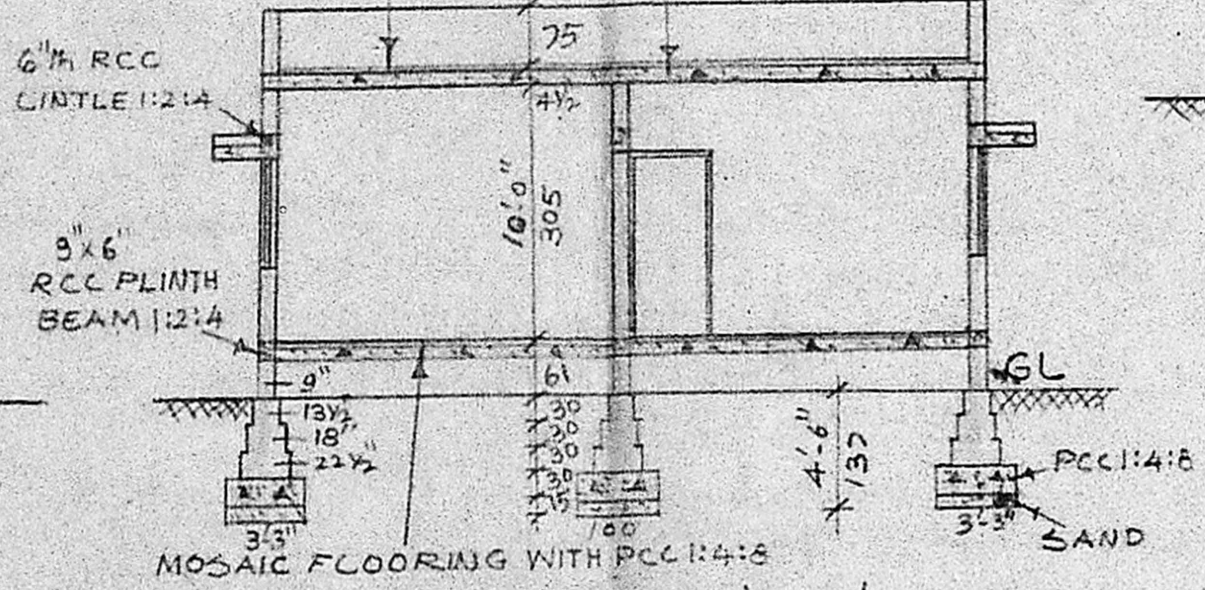 75
6"th RCC
LINTLE 1:2:4
4½
10'-0"
305
9"x6"
RCC PLINTH
BEAM 1:2:4
GL
61
9"
13½
18"
22½"
30
30
30
30
15
4'-6"
137
PCC 1:4:8
3'-3"
100
3'-3"
SAND
MOSAIC FLOORING WITH PCC 1:4:8